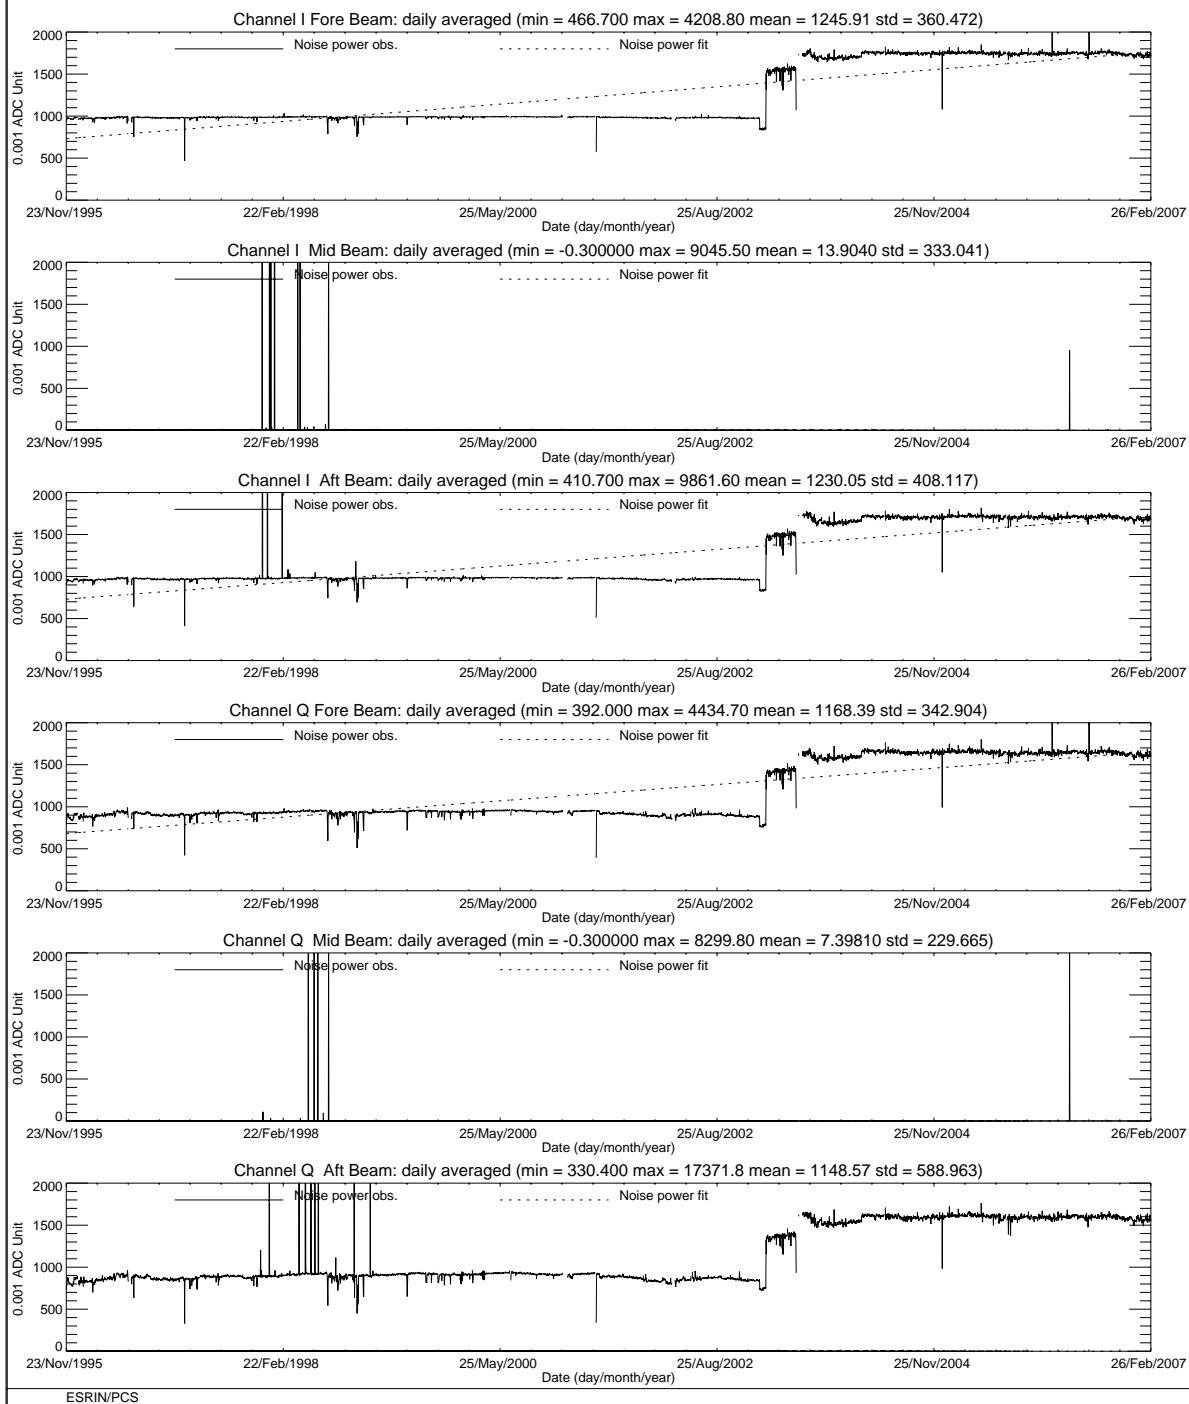 Channel I Fore Beam: daily averaged (min = 466.700 max = 4208.80 mean = 1245.91 std = 360.472)
Noise power obs. Noise power fit
2000
1500
1000
500
0
0.001 ADC Unit
23/Nov/1995 22/Feb/1998 25/May/2000 25/Aug/2002 25/Nov/2004 26/Feb/2007
Date (day/month/year)
Channel I Mid Beam: daily averaged (min = -0.300000 max = 9045.50 mean = 13.9040 std = 333.041)
Noise power obs. Noise power fit
2000
1500
1000
500
0
0.001 ADC Unit
23/Nov/1995 22/Feb/1998 25/May/2000 25/Aug/2002 25/Nov/2004 26/Feb/2007
Date (day/month/year)
Channel I Aft Beam: daily averaged (min = 410.700 max = 9861.60 mean = 1230.05 std = 408.117)
Noise power obs. Noise power fit
2000
1500
1000
500
0
0.001 ADC Unit
23/Nov/1995 22/Feb/1998 25/May/2000 25/Aug/2002 25/Nov/2004 26/Feb/2007
Date (day/month/year)
Channel Q Fore Beam: daily averaged (min = 392.000 max = 4434.70 mean = 1168.39 std = 342.904)
Noise power obs. Noise power fit
2000
1500
1000
500
0
0.001 ADC Unit
23/Nov/1995 22/Feb/1998 25/May/2000 25/Aug/2002 25/Nov/2004 26/Feb/2007
Date (day/month/year)
Channel Q Mid Beam: daily averaged (min = -0.300000 max = 8299.80 mean = 7.39810 std = 229.665)
Noise power obs. Noise power fit
2000
1500
1000
500
0
0.001 ADC Unit
23/Nov/1995 22/Feb/1998 25/May/2000 25/Aug/2002 25/Nov/2004 26/Feb/2007
Date (day/month/year)
Channel Q Aft Beam: daily averaged (min = 330.400 max = 17371.8 mean = 1148.57 std = 588.963)
Noise power obs. Noise power fit
2000
1500
1000
500
0
0.001 ADC Unit
23/Nov/1995 22/Feb/1998 25/May/2000 25/Aug/2002 25/Nov/2004 26/Feb/2007
Date (day/month/year)
ESRIN/PCS